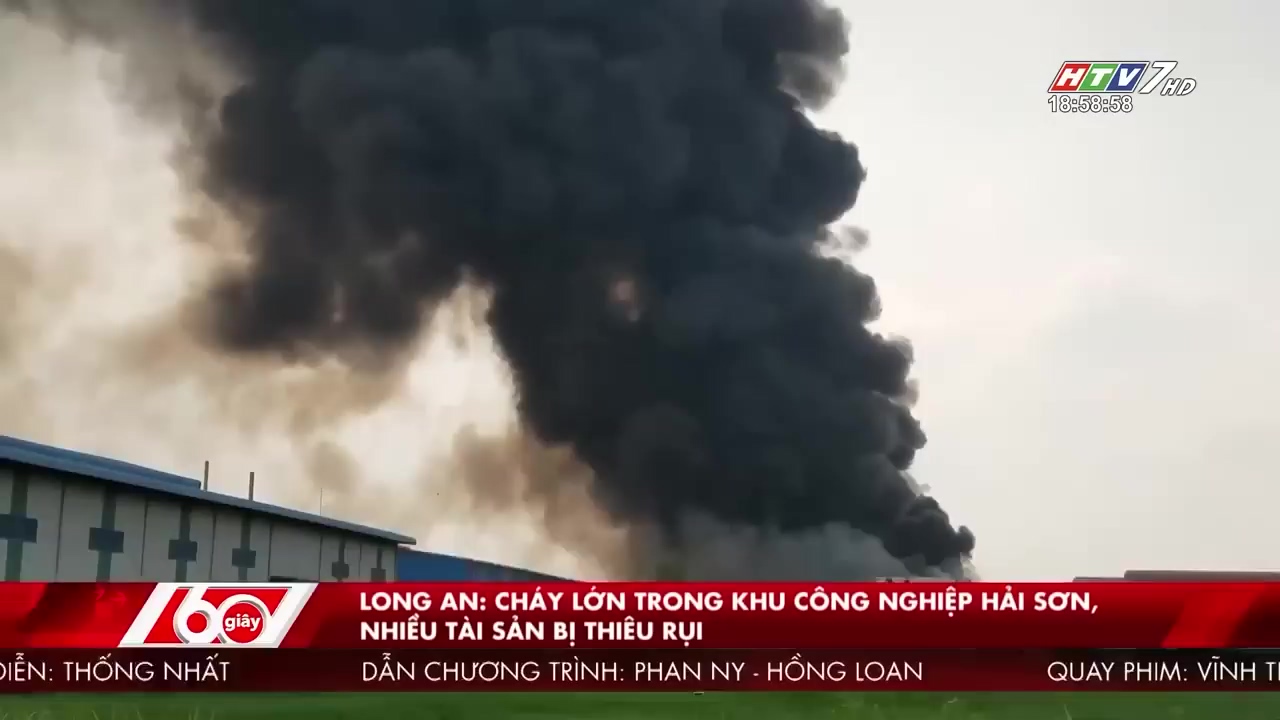 HTV7 HD
18:58:58
60 giây
LONG AN: CHÁY LỚN TRONG KHU CÔNG NGHIỆP HẢI SƠN,
NHIỀU TÀI SẢN BỊ THIÊU RỤI
DIỄN: THỐNG NHẤT DẪN CHƯƠNG TRÌNH: PHAN NY - HỒNG LOAN QUAY PHIM: VĨNH